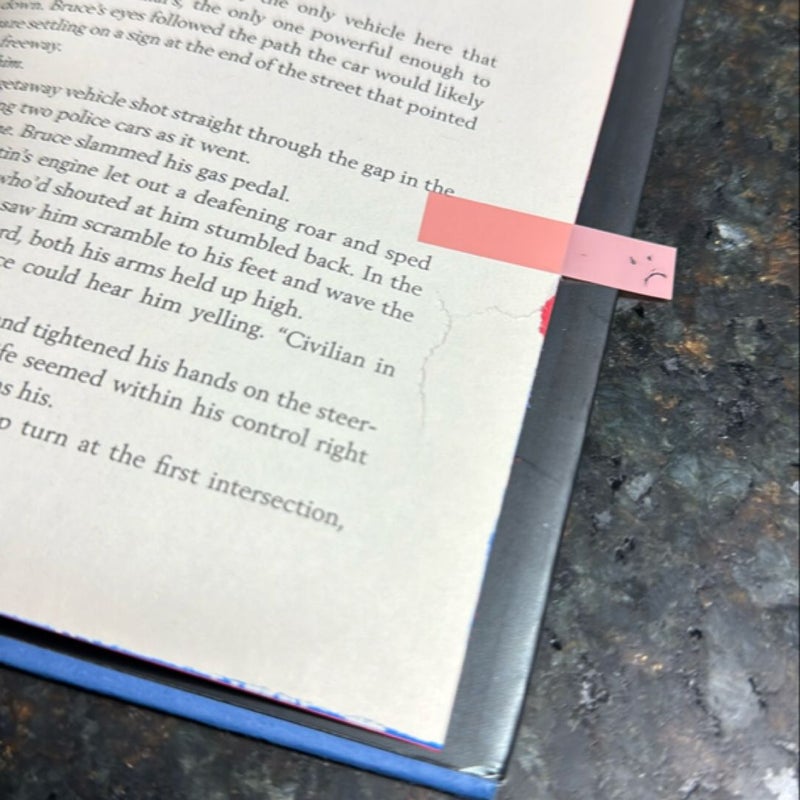 the only vehicle here that
the only one powerful enough to
down. Bruce's eyes followed the path the car would likely
settling on a sign at the end of the street that pointed
freeway.
him.
getaway vehicle shot straight through the gap in the
two police cars as it went.
Bruce slammed his gas pedal.
engine let out a deafening roar and sped
who'd shouted at him stumbled back. In the
saw him scramble to his feet and wave the
both his arms held up high.
could hear him yelling. "Civilian in
tightened his hands on the steer-
seemed within his control right
his.
turn at the first intersection,